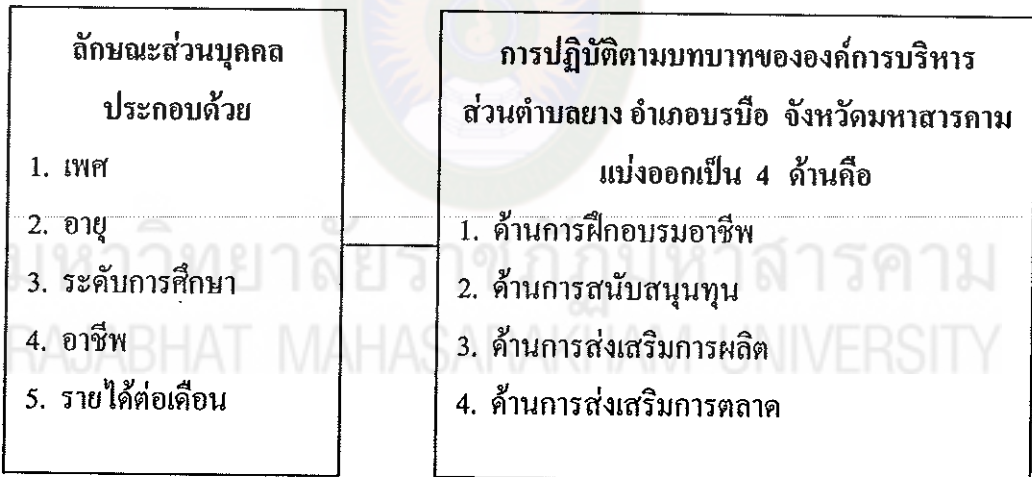 ลักษณะส่วนบุคคล
ประกอบด้วย
1. เพศ
2. อายุ
3. ระดับการศึกษา
4. อาชีพ
5. รายได้ต่อเดือน
การปฏิบัติตามบทบาทขององค์การบริหาร
ส่วนตำบลยาง อำเภอบรบือ จังหวัดมหาสารคาม
แบ่งออกเป็น 4 ด้านคือ
1. ด้านการฝึกอบรมอาชีพ
2. ด้านการสนับสนุนทุน
3. ด้านการส่งเสริมการผลิต
4. ด้านการส่งเสริมการตลาด
มหาวิทยาลัยราชภัฏมหาสารคาม
RAJABHAT MAHASARAKHAM UNIVERSITY